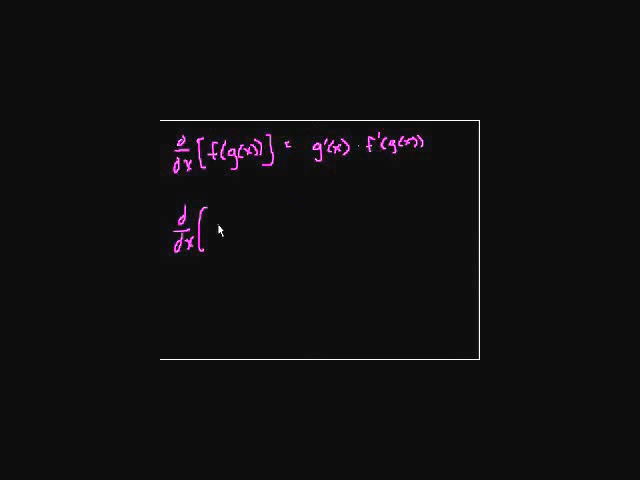 d/dx [f(g(x))] = g'(x) · f'(g(x))
d/dx [